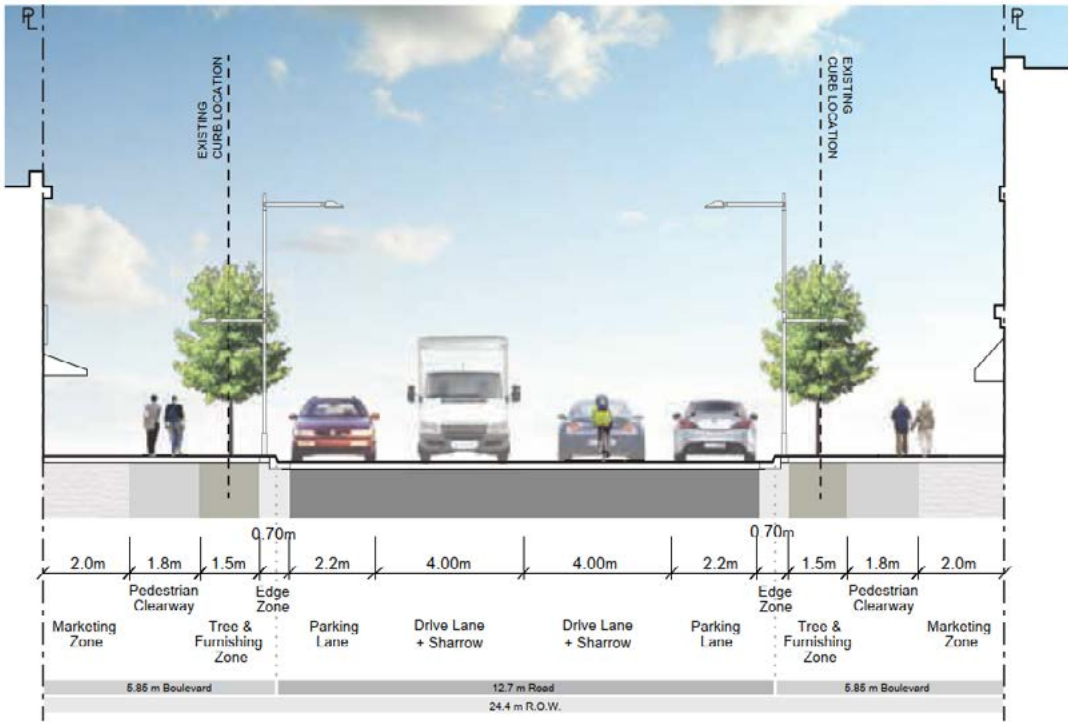 PL
PL
EXISTING
CURB LOCATION
EXISTING
CURB LOCATION
0.70m
0.70m
2.0m
1.8m
1.5m
2.2m
4.00m
4.00m
2.2m
1.5m
1.8m
2.0m
Marketing
Zone
Pedestrian
Clearway
Tree &
Furnishing
Zone
Edge
Zone
Parking
Lane
Drive Lane
+ Sharrow
Drive Lane
+ Sharrow
Parking
Lane
Edge
Zone
Tree &
Furnishing
Zone
Pedestrian
Clearway
Marketing
Zone
5.85 m Boulevard
12.7 m Road
5.85 m Boulevard
24.4 m R.O.W.